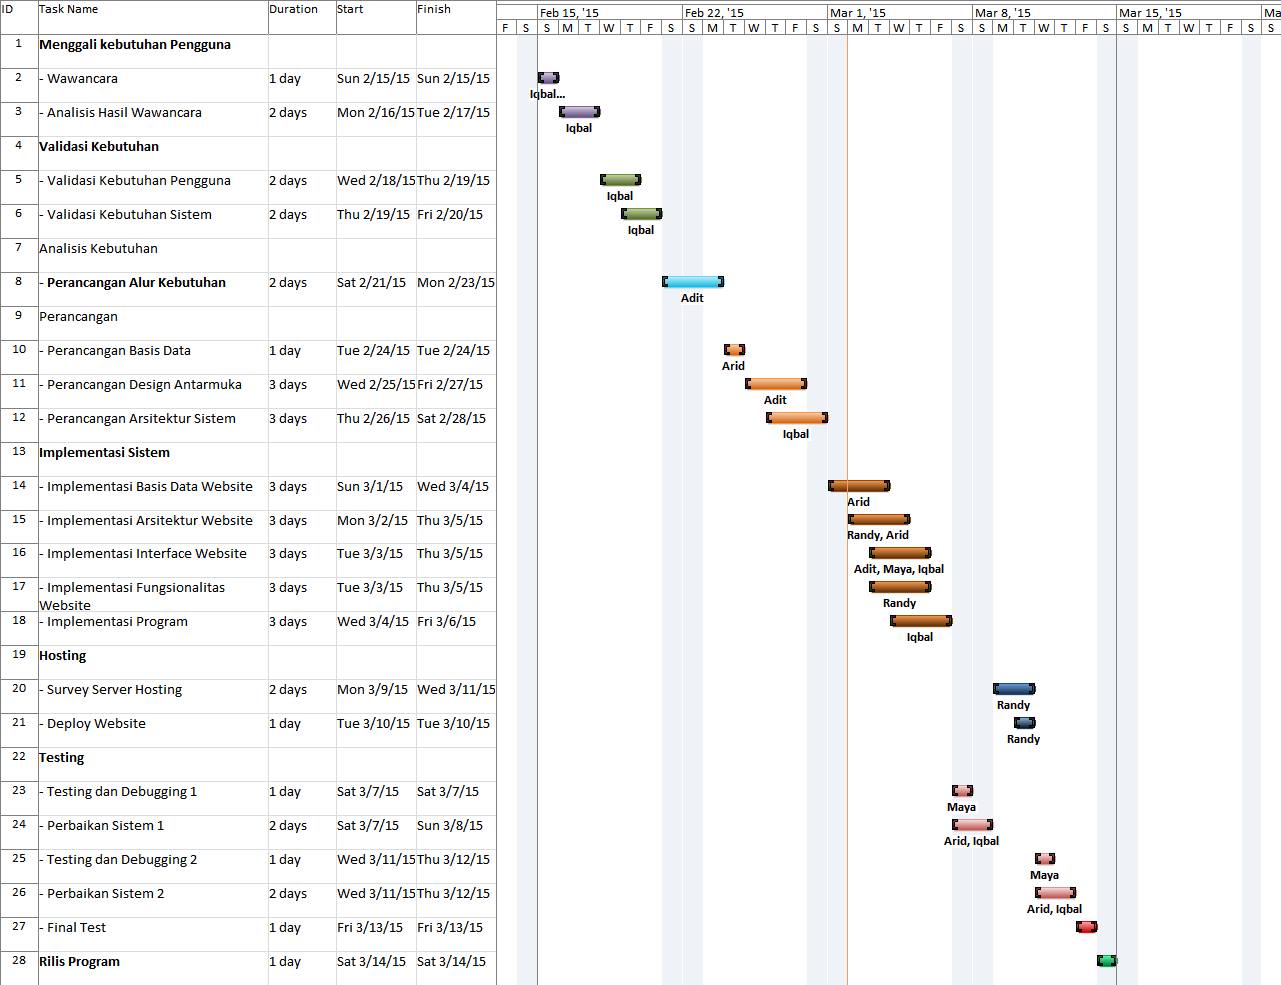 ID Task Name Duration Start Finish Feb 15, '15 Feb 22, '15 Mar 1, '15 Mar 8, '15 Mar 15, '15 Ma
F S S M T W T F S S M T W T F S S M T W T F S S M T W T F S S M T W T F S S
1 Menggali kebutuhan Pengguna
2 - Wawancara 1 day Sun 2/15/15 Sun 2/15/15
Iqbal...
3 - Analisis Hasil Wawancara 2 days Mon 2/16/15 Tue 2/17/15
Iqbal
4 Validasi Kebutuhan
5 - Validasi Kebutuhan Pengguna 2 days Wed 2/18/15 Thu 2/19/15
Iqbal
6 - Validasi Kebutuhan Sistem 2 days Thu 2/19/15 Fri 2/20/15
Iqbal
7 Analisis Kebutuhan
8 - Perancangan Alur Kebutuhan 2 days Sat 2/21/15 Mon 2/23/15
Adit
9 Perancangan
10 - Perancangan Basis Data 1 day Tue 2/24/15 Tue 2/24/15
Arid
11 - Perancangan Design Antarmuka 3 days Wed 2/25/15 Fri 2/27/15
Adit
12 - Perancangan Arsitektur Sistem 3 days Thu 2/26/15 Sat 2/28/15
Iqbal
13 Implementasi Sistem
14 - Implementasi Basis Data Website 3 days Sun 3/1/15 Wed 3/4/15
Arid
15 - Implementasi Arsitektur Website 3 days Mon 3/2/15 Thu 3/5/15
Randy, Arid
16 - Implementasi Interface Website 3 days Tue 3/3/15 Thu 3/5/15
Adit, Maya, Iqbal
17 - Implementasi Fungsionalitas 3 days Tue 3/3/15 Thu 3/5/15
Website
Randy
18 - Implementasi Program 3 days Wed 3/4/15 Fri 3/6/15
Iqbal
19 Hosting
20 - Survey Server Hosting 2 days Mon 3/9/15 Wed 3/11/15
Randy
21 - Deploy Website 1 day Tue 3/10/15 Tue 3/10/15
Randy
22 Testing
23 - Testing dan Debugging 1 1 day Sat 3/7/15 Sat 3/7/15
Maya
24 - Perbaikan Sistem 1 2 days Sat 3/7/15 Sun 3/8/15
Arid, Iqbal
25 - Testing dan Debugging 2 1 day Wed 3/11/15 Thu 3/12/15
Maya
26 - Perbaikan Sistem 2 2 days Wed 3/11/15 Thu 3/12/15
Arid, Iqbal
27 - Final Test 1 day Fri 3/13/15 Fri 3/13/15
28 Rilis Program 1 day Sat 3/14/15 Sat 3/14/15